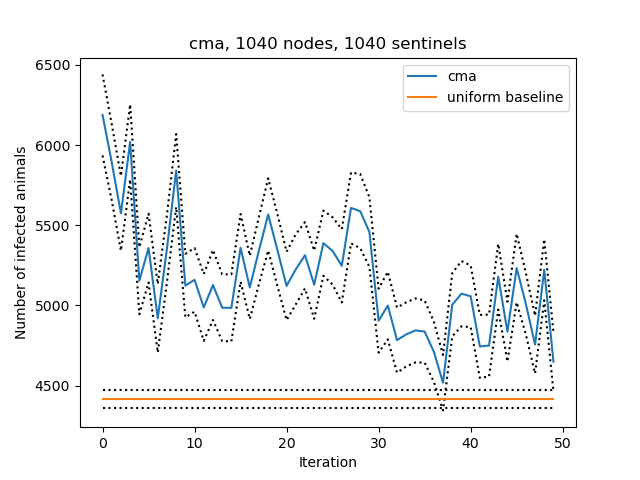 cma, 1040 nodes, 1040 sentinels
cma
uniform baseline
Number of infected animals
6500
6000
5500
5000
4500
0 10 20 30 40 50
Iteration